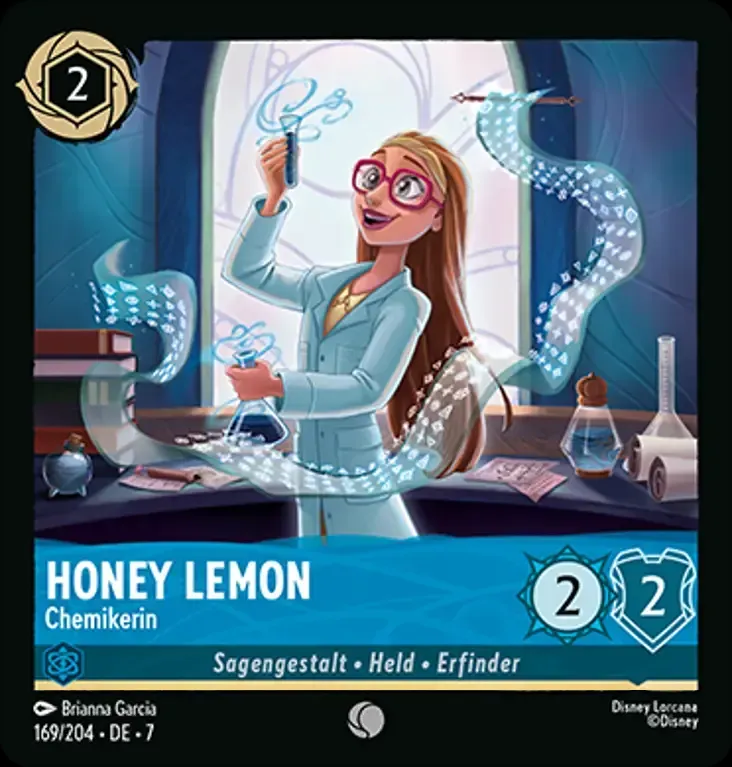 2
HONEY LEMON
Chemikerin
2
2
Sagengestalt • Held • Erfinder
Brianna Garcia
169/204 • DE • 7
Disney Lorcana
©Disney